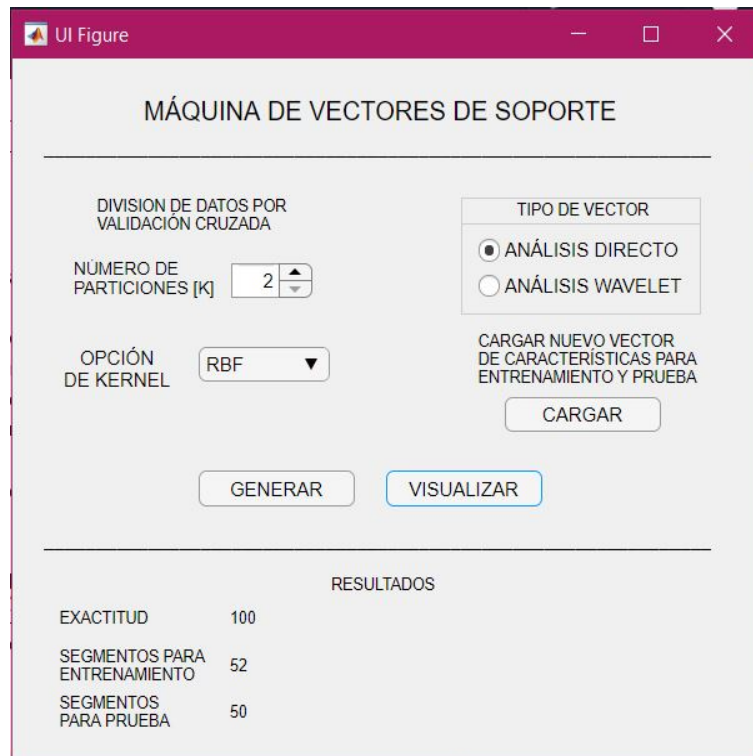 UI Figure
MÁQUINA DE VECTORES DE SOPORTE
DIVISION DE DATOS POR
VALIDACIÓN CRUZADA
NÚMERO DE
PARTICIONES [K]
2
TIPO DE VECTOR
ANÁLISIS DIRECTO
ANÁLISIS WAVELET
OPCIÓN
DE KERNEL
RBF
CARGAR NUEVO VECTOR
DE CARACTERÍSTICAS PARA
ENTRENAMIENTO Y PRUEBA
CARGAR
GENERAR
VISUALIZAR
RESULTADOS
EXACTITUD 100
SEGMENTOS PARA
ENTRENAMIENTO 52
SEGMENTOS
PARA PRUEBA 50